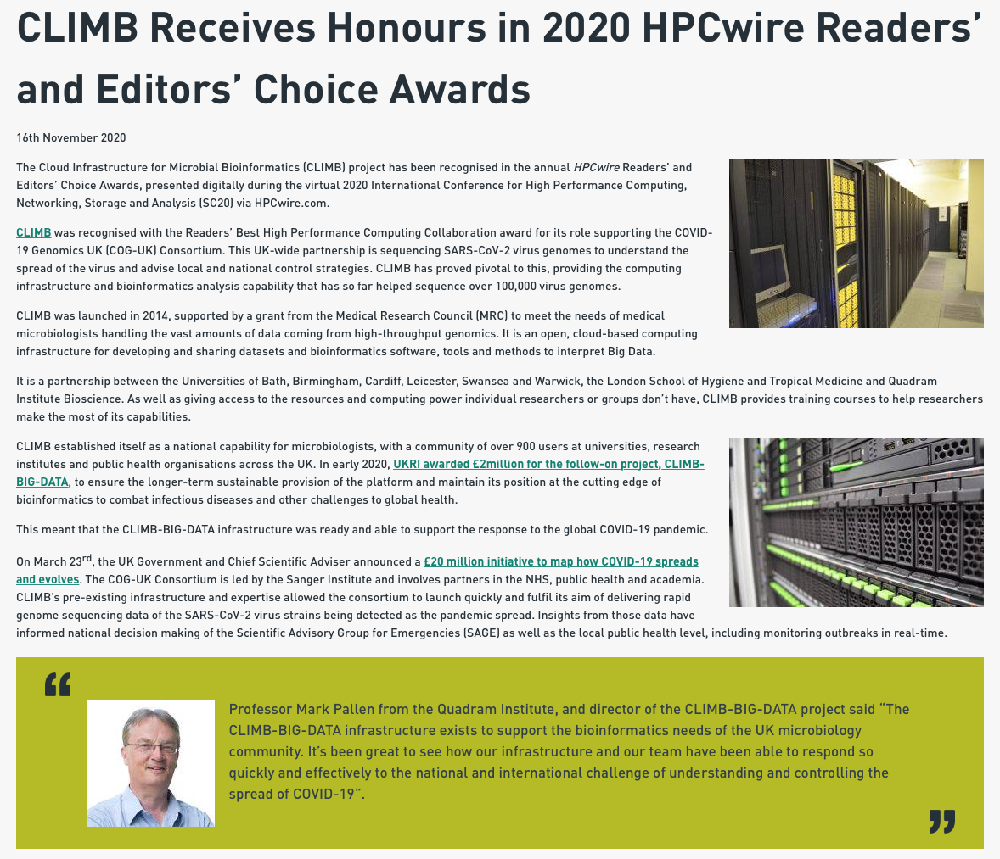 CLIMB Receives Honours in 2020 HPCwire Readers’
and Editors’ Choice Awards
16th November 2020
The Cloud Infrastructure for Microbial Bioinformatics (CLIMB) project has been recognised in the annual HPCwire Readers’ and
Editors’ Choice Awards, presented digitally during the virtual 2020 International Conference for High Performance Computing,
Networking, Storage and Analysis (SC20) via HPCwire.com.
CLIMB was recognised with the Readers’ Best High Performance Computing Collaboration award for its role supporting the COVID-
19 Genomics UK (COG-UK) Consortium. This UK-wide partnership is sequencing SARS-CoV-2 virus genomes to understand the
spread of the virus and advise local and national control strategies. CLIMB has proved pivotal to this, providing the computing
infrastructure and bioinformatics analysis capability that has so far helped sequence over 100,000 virus genomes.
CLIMB was launched in 2014, supported by a grant from the Medical Research Council (MRC) to meet the needs of medical
microbiologists handling the vast amounts of data coming from high-throughput genomics. It is an open, cloud-based computing
infrastructure for developing and sharing datasets and bioinformatics software, tools and methods to interpret Big Data.
It is a partnership between the Universities of Bath, Birmingham, Cardiff, Leicester, Swansea and Warwick, the London School of Hygiene and Tropical Medicine and Quadram
Institute Bioscience. As well as giving access to the resources and computing power individual researchers or groups don’t have, CLIMB provides training courses to help researchers
make the most of its capabilities.
CLIMB established itself as a national capability for microbiologists, with a community of over 900 users at universities, research
institutes and public health organisations across the UK. In early 2020, UKRI awarded £2million for the follow-on project, CLIMB-
BIG-DATA, to ensure the longer-term sustainable provision of the platform and maintain its position at the cutting edge of
bioinformatics to combat infectious diseases and other challenges to global health.
This meant that the CLIMB-BIG-DATA infrastructure was ready and able to support the response to the global COVID-19 pandemic.
On March 23rd, the UK Government and Chief Scientific Adviser announced a £20 million initiative to map how COVID-19 spreads
and evolves. The COG-UK Consortium is led by the Sanger Institute and involves partners in the NHS, public health and academia.
CLIMB’s pre-existing infrastructure and expertise allowed the consortium to launch quickly and fulfil its aim of delivering rapid
genome sequencing data of the SARS-CoV-2 virus strains being detected as the pandemic spread. Insights from those data have
informed national decision making of the Scientific Advisory Group for Emergencies (SAGE) as well as the local public health level, including monitoring outbreaks in real-time.
“
Professor Mark Pallen from the Quadram Institute, and director of the CLIMB-BIG-DATA project said “The
CLIMB-BIG-DATA infrastructure exists to support the bioinformatics needs of the UK microbiology
community. It’s been great to see how our infrastructure and our team have been able to respond so
quickly and effectively to the national and international challenge of understanding and controlling the
spread of COVID-19”.
”